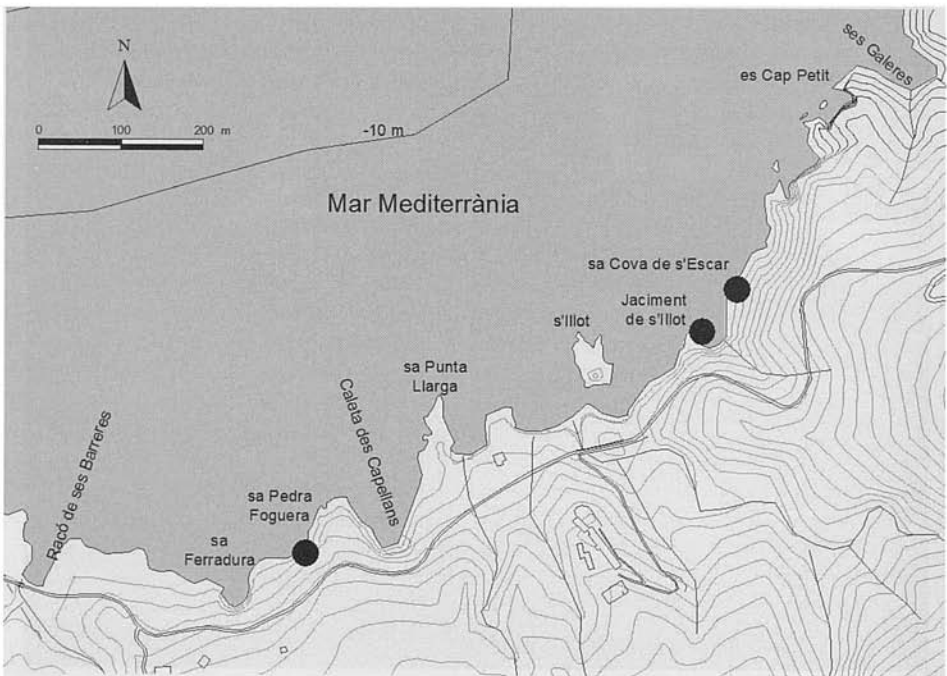 ses Galeres
es Cap Petit
N
0 100 200 m
-10 m
Mar Mediterrània
sa Cova de s'Escar
Jaciment
de s'Illot
s'Illot
sa Punta
Llarga
Caleta des Capellans
Racó de ses Barreres
sa Pedra
Foguera
sa
Ferradura